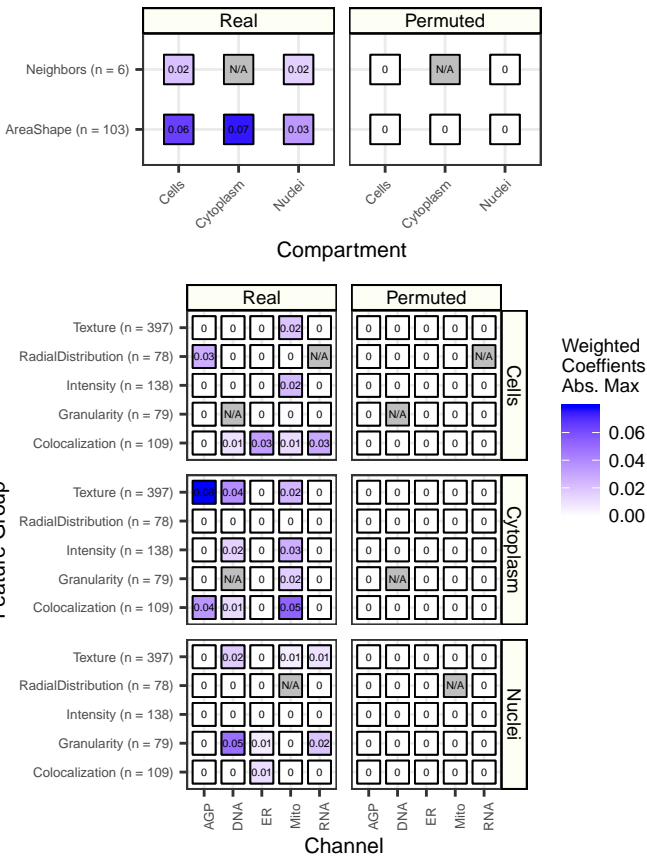 Real Permuted
Neighbors (n = 6) 0.02 N/A 0.02 0 N/A 0
AreaShape (n = 103) 0.06 0.07 0.03 0 0 0
Cells Cytoplasm Nuclei Cells Cytoplasm Nuclei
Compartment
Real Permuted
Texture (n = 397) 0 0 0 0.02 0 0 0 0 0 0
RadialDistribution (n = 78) 0.03 0 0 0 N/A 0 0 0 0 N/A
Intensity (n = 138) 0 0 0 0.02 0 0 0 0 0 0
Granularity (n = 79) 0 N/A 0 0 0 0 N/A 0 0 0
Colocalization (n = 109) 0 0.01 0.03 0.01 0.03 0 0 0 0 0
Cells
Texture (n = 397) 0.08 0.04 0 0.02 0 0 0 0 0 0
RadialDistribution (n = 78) 0 0 0 0 0 0 0 0 0 0
Intensity (n = 138) 0 0.02 0 0.03 0 0 0 0 0 0
Granularity (n = 79) 0 N/A 0 0.02 0 0 N/A 0 0 0
Colocalization (n = 109) 0.04 0.01 0 0.05 0 0 0 0 0 0
Cytoplasm
Texture (n = 397) 0 0.02 0 0.01 0.01 0 0 0 0 0
RadialDistribution (n = 78) 0 0 0 N/A 0 0 0 0 N/A 0
Intensity (n = 138) 0 0 0 0 0 0 0 0 0 0
Granularity (n = 79) 0 0.05 0.01 0 0.02 0 0 0 0 0
Colocalization (n = 109) 0 0 0.01 0 0 0 0 0 0 0
Nuclei
AGP DNA ER Mito RNA AGP DNA ER Mito RNA
Channel
Feature Group
Weighted
Coeffients
Abs. Max
0.06
0.04
0.02
0.00